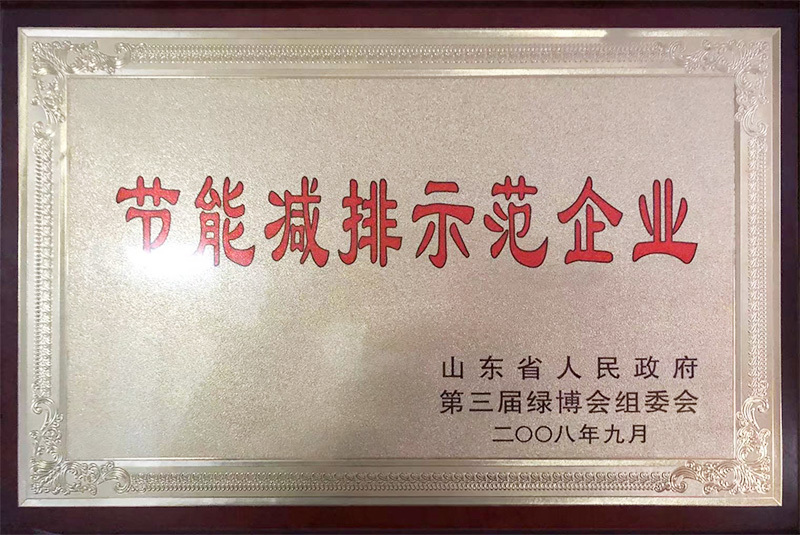 节能减排示范企业
山东省人民政府
第三届绿博会组委会
二〇〇八年九月